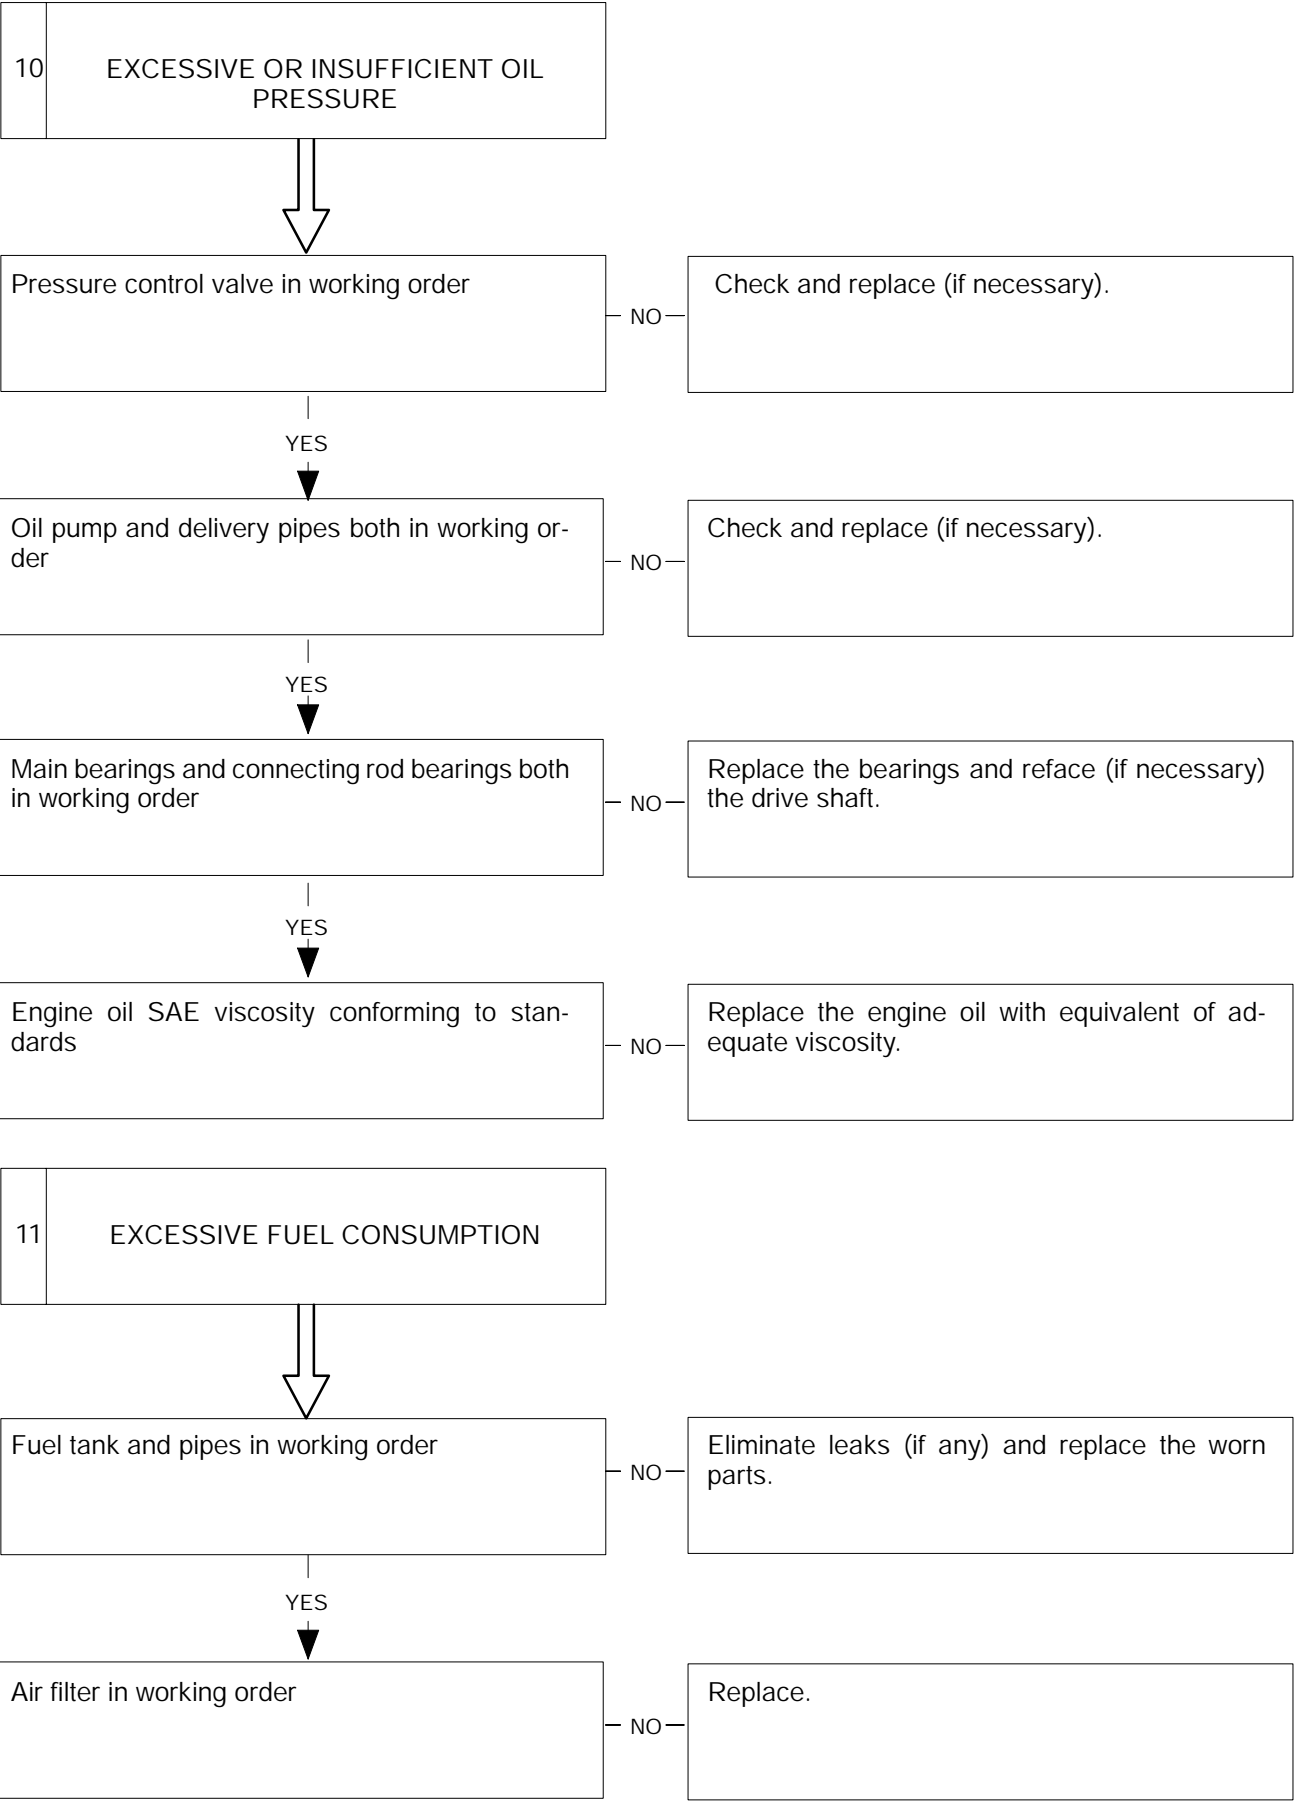 10
EXCESSIVE OR INSUFFICIENT OIL
PRESSURE
Pressure control valve in working order
NO
Check and replace (if necessary).
YES
Oil pump and delivery pipes both in working or-
der
NO
Check and replace (if necessary).
YES
Main bearings and connecting rod bearings both
in working order
NO
Replace the bearings and reface (if necessary)
the drive shaft.
YES
Engine oil SAE viscosity conforming to stan-
dards
NO
Replace the engine oil with equivalent of ad-
equate viscosity.
11
EXCESSIVE FUEL CONSUMPTION
Fuel tank and pipes in working order
NO
Eliminate leaks (if any) and replace the worn
parts.
YES
Air filter in working order
NO
Replace.